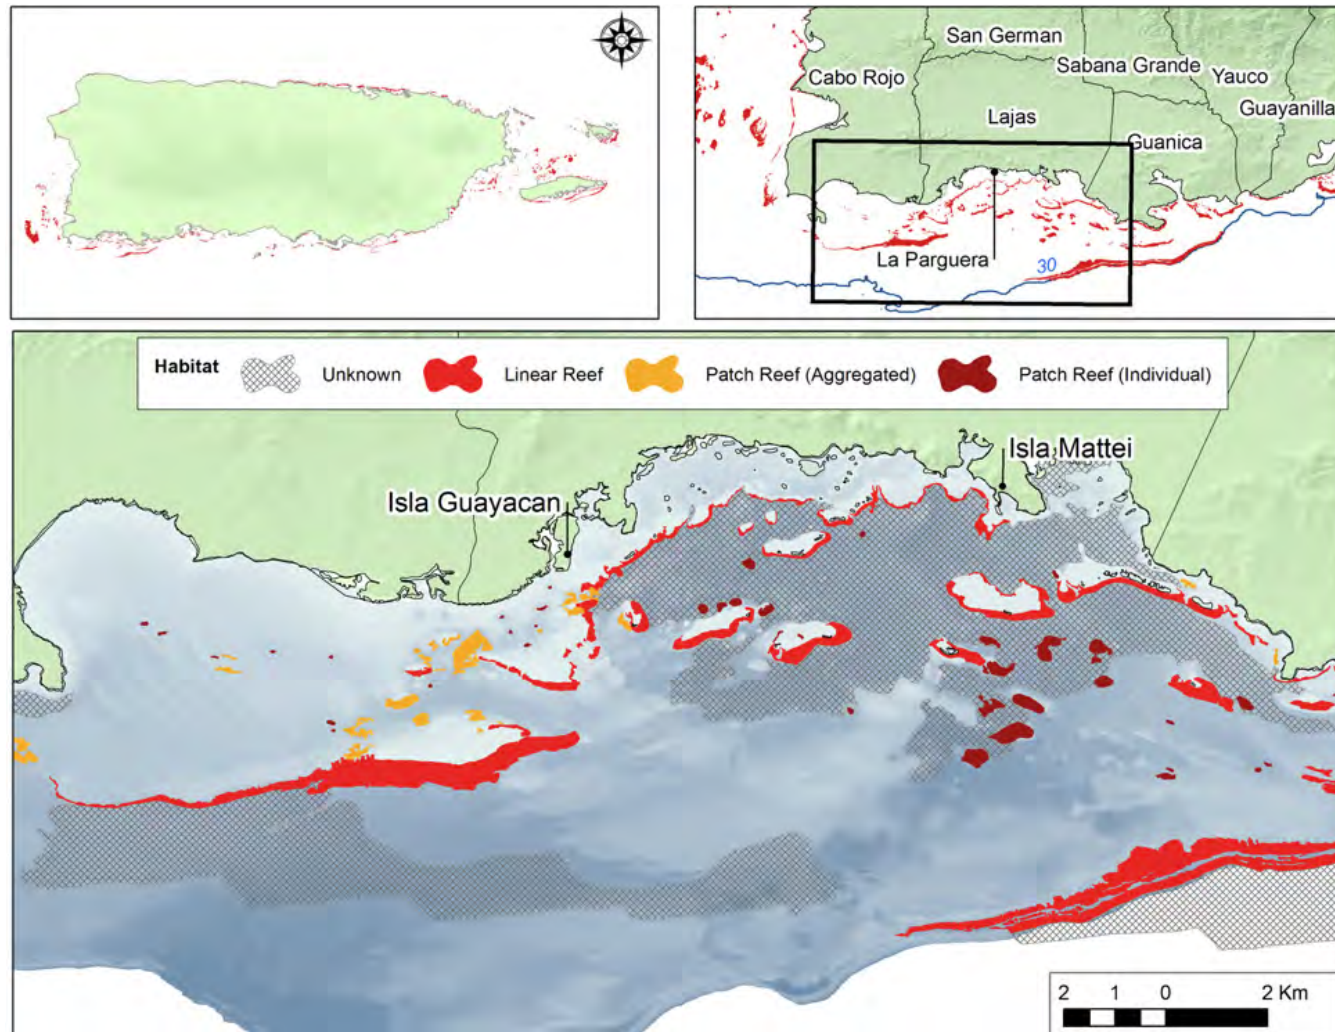 San German
Cabo Rojo
Sabana Grande
Yauco
Guayanilla
Lajas
Guanica
La Parguera
30
Habitat
Unknown
Linear Reef
Patch Reef (Aggregated)
Patch Reef (Individual)
Isla Mattei
Isla Guayacan
2 1 0 2 Km